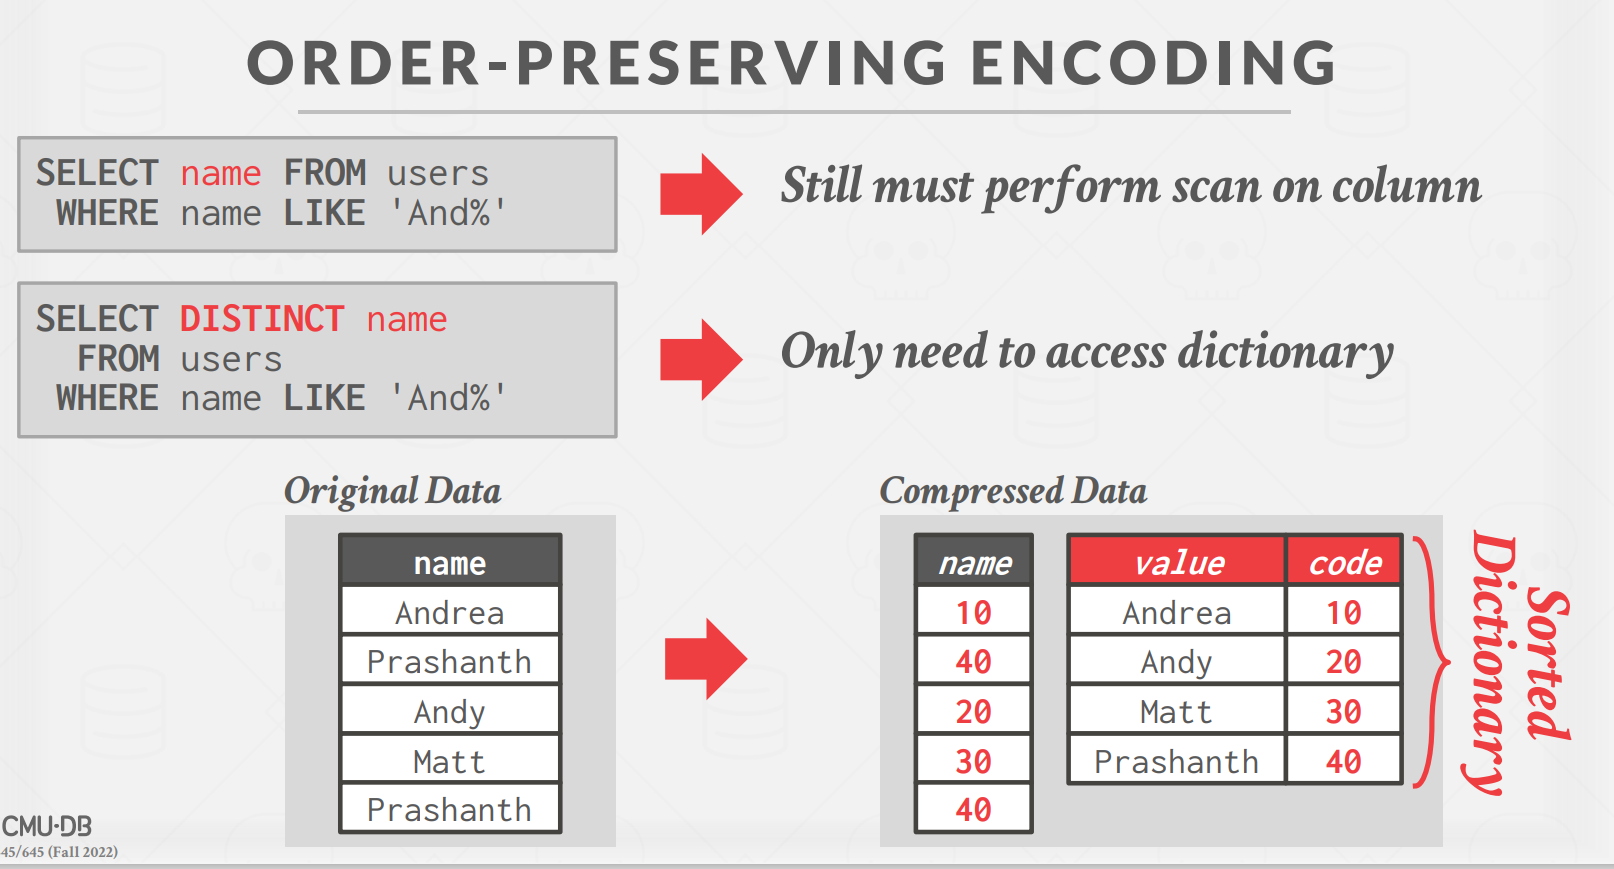 ORDER-PRESERVING ENCODING
SELECT name FROM users
WHERE name LIKE 'And%'
Still must perform scan on column
SELECT DISTINCT name
FROM users
WHERE name LIKE 'And%'
Only need to access dictionary
Original Data
name
Andrea
Prashanth
Andy
Matt
Prashanth
Compressed Data
name
10
40
20
30
40
value code
Andrea 10
Andy 20
Matt 30
Prashanth 40
Sorted
Dictionary
CMU·DB
45/645 (Fall 2022)